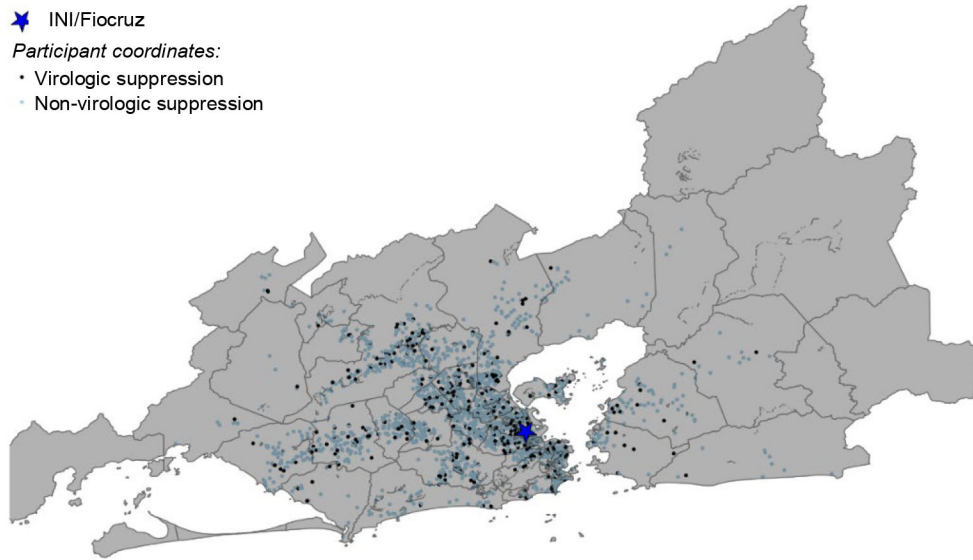 INI/Fiocruz
Participant coordinates:
Virologic suppression
Non-virologic suppression